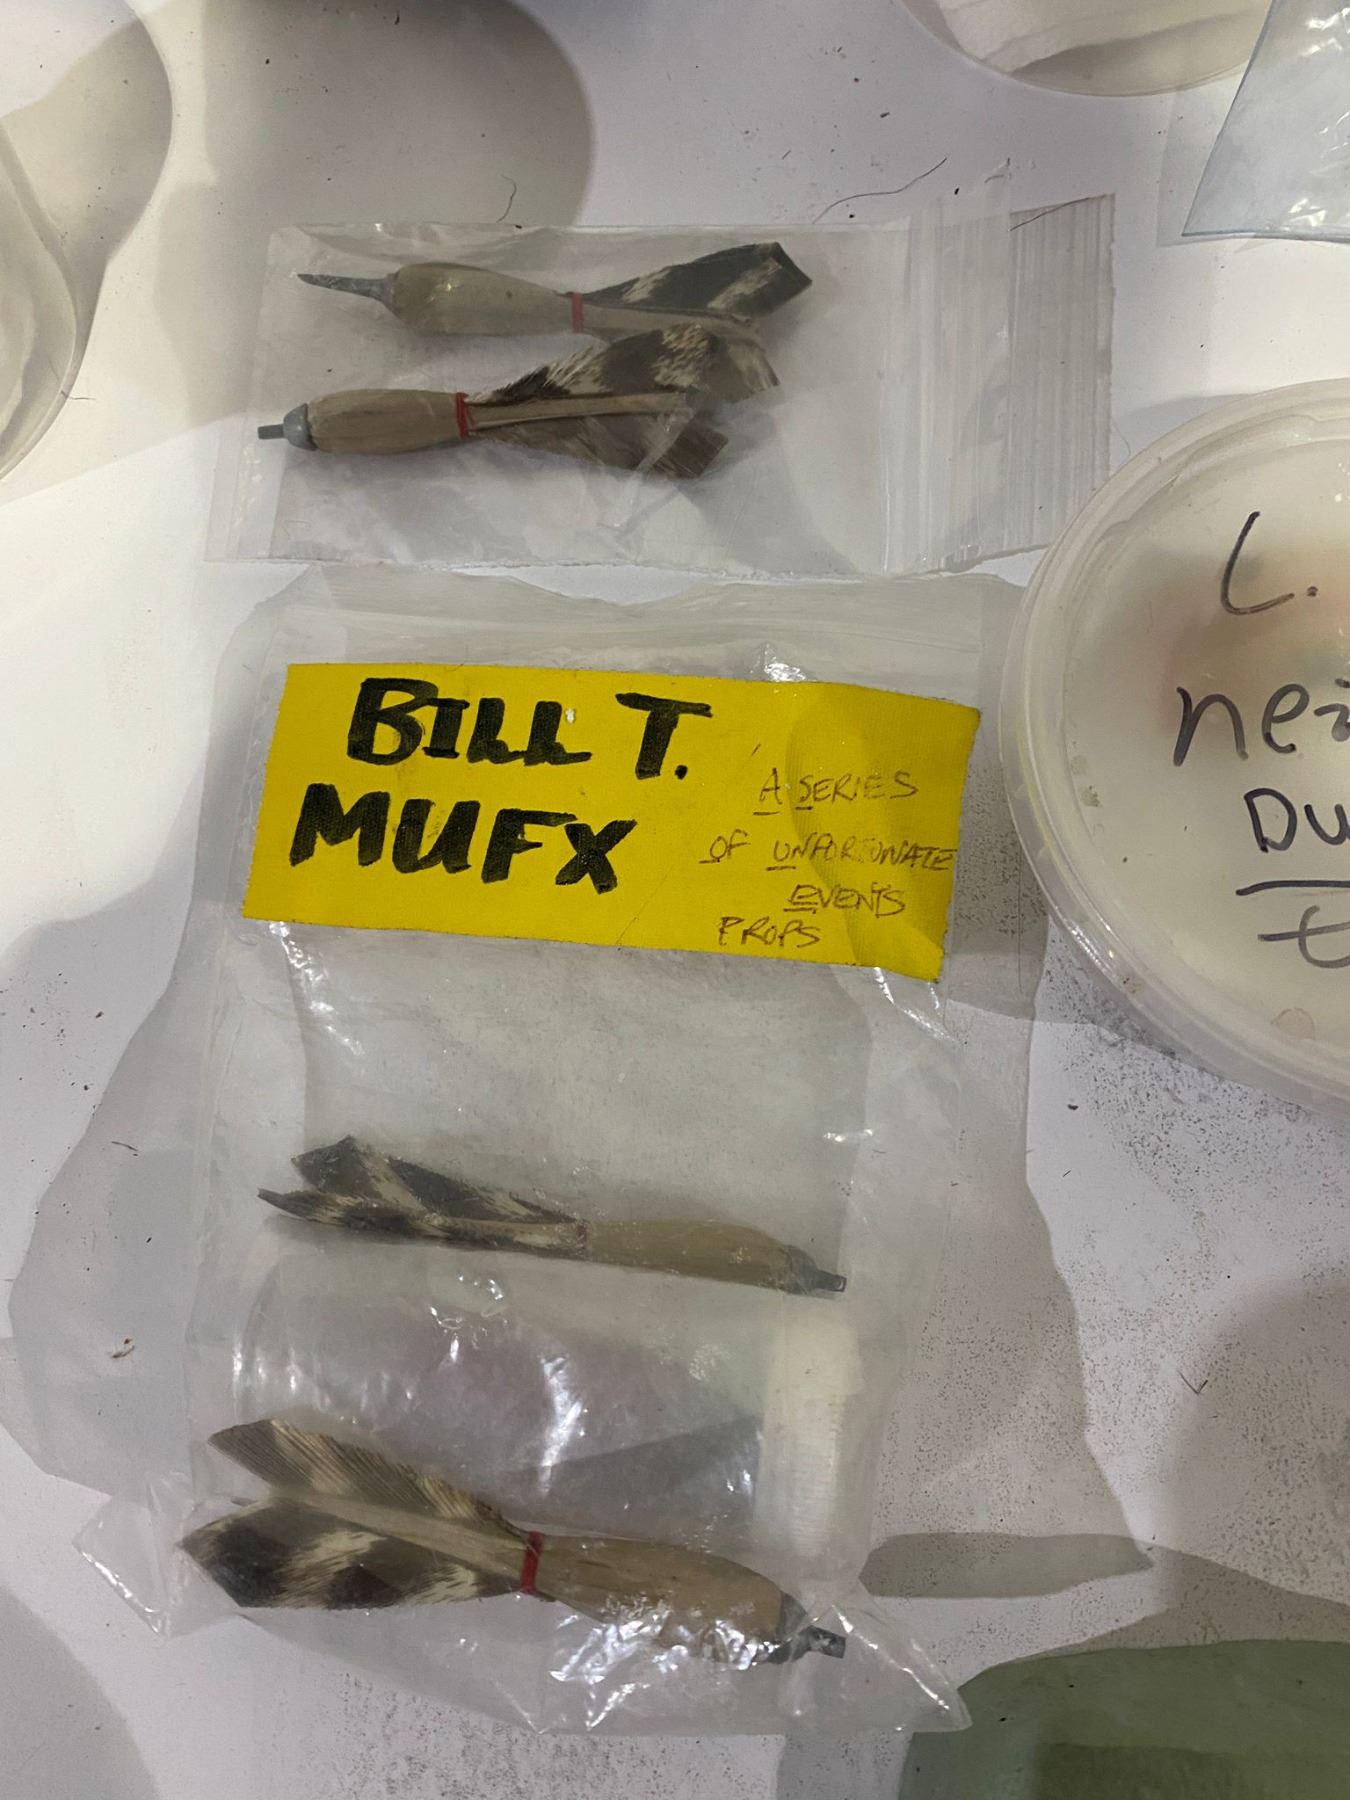 BILL T.
MUFX
A SERIES
OF UNFORTUNATE
EVENTS
PROPS
L.